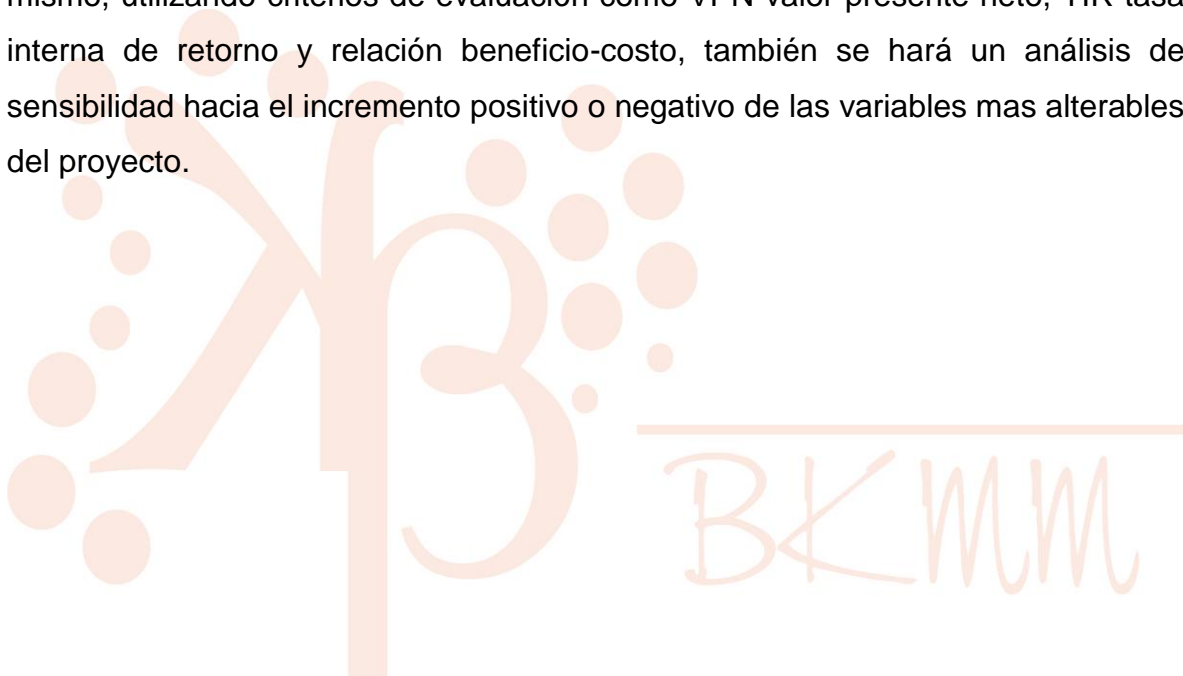 mismo, utilizando criterios de evaluación como VPN valor presente neto, TIR tasa
interna de retorno y relación beneficio-costo, también se hará un análisis de
sensibilidad hacia el incremento positivo o negativo de las variables mas alterables
del proyecto.
BKMM